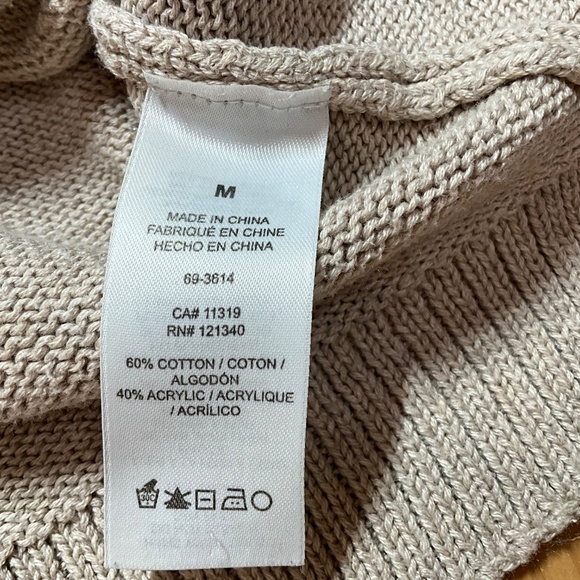 M
MADE IN CHINA
FABRIQUÉ EN CHINE
HECHO EN CHINA
69-3614
CA# 11319
RN# 121340
60% COTTON / COTON /
ALGODÓN
40% ACRYLIC / ACRYLIQUE
/ ACRÍLICO